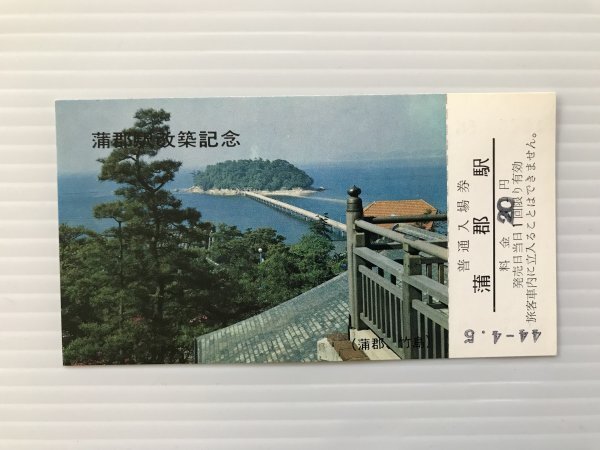 蒲郡駅改築記念
(蒲郡、竹島)
普通入場券
蒲郡駅
料金20円
発売日当日1回限り有効
旅客車内に立入ることはできません。
44-4.